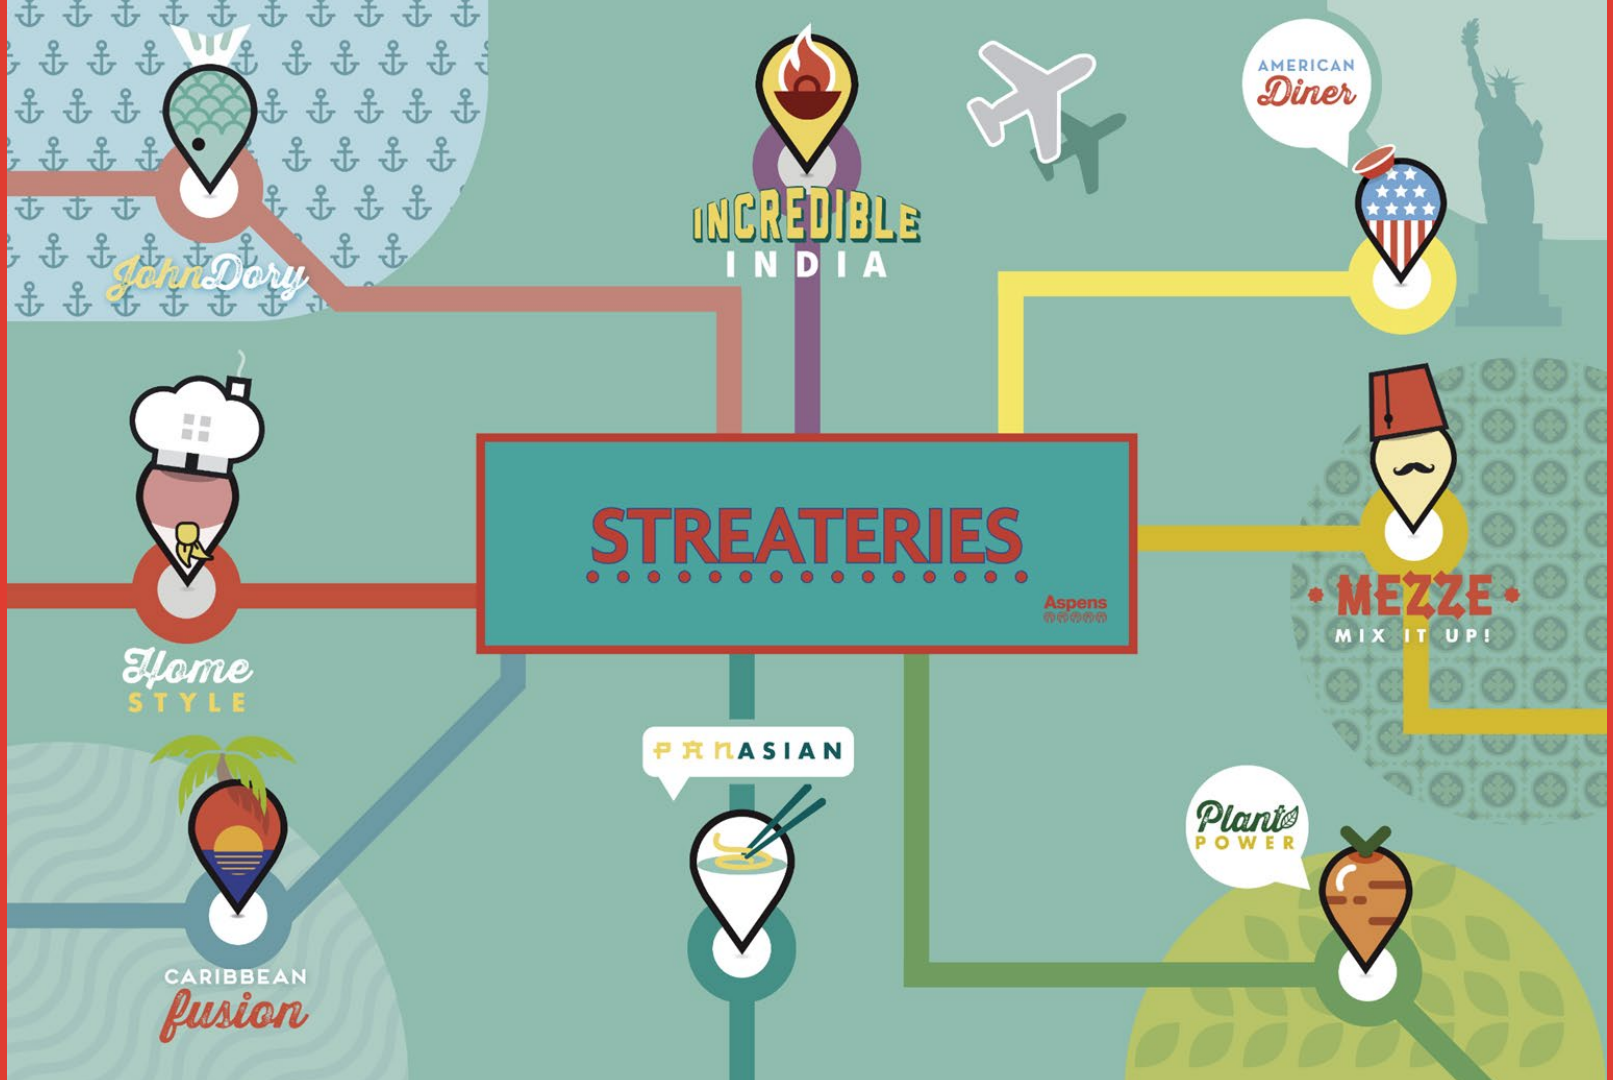 AMERICAN
Diner
INCREDIBLE
INDIA
JohnDory
STREATERIES
Aspens
MEZZE
MIX IT UP!
Home
STYLE
PANASIAN
Plant
POWER
CARIBBEAN
fusion